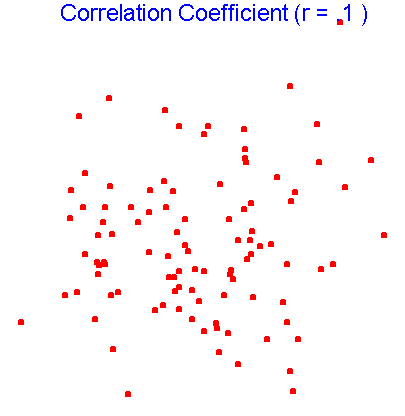 Correlation Coefficient (r = .1 )